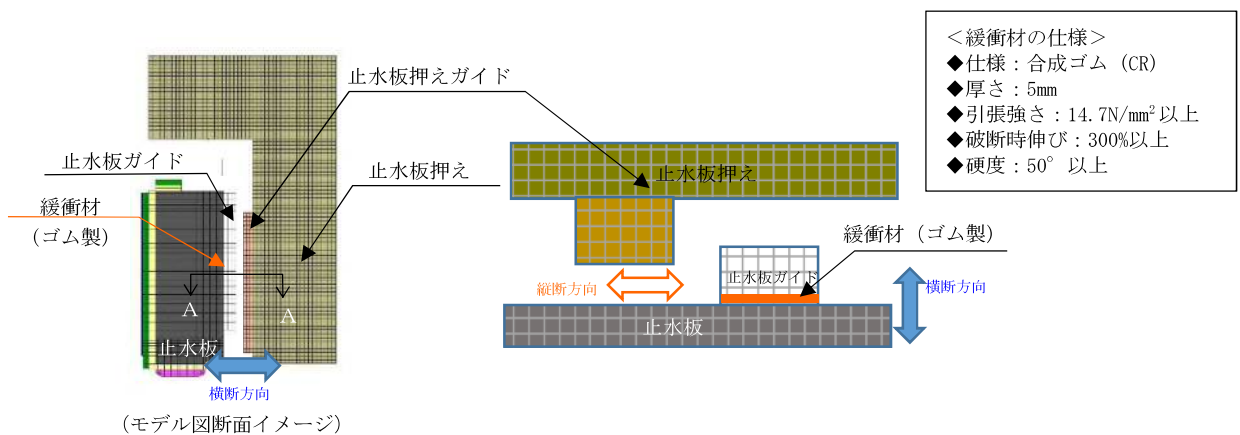 止水板押えガイド
止水板ガイド
止水板押え
緩衝材
(ゴム製)
A
A
止水板
横断方向
(モデル図断面イメージ)
止水板押え
縦断方向
止水板ガイド
止水板
緩衝材(ゴム製)
横断方向
<緩衝材の仕様>
◆仕様:合成ゴム (CR)
◆厚さ:5mm
◆引張強さ:14.7N/mm²以上
◆破断時伸び:300%以上
◆硬度:50°以上